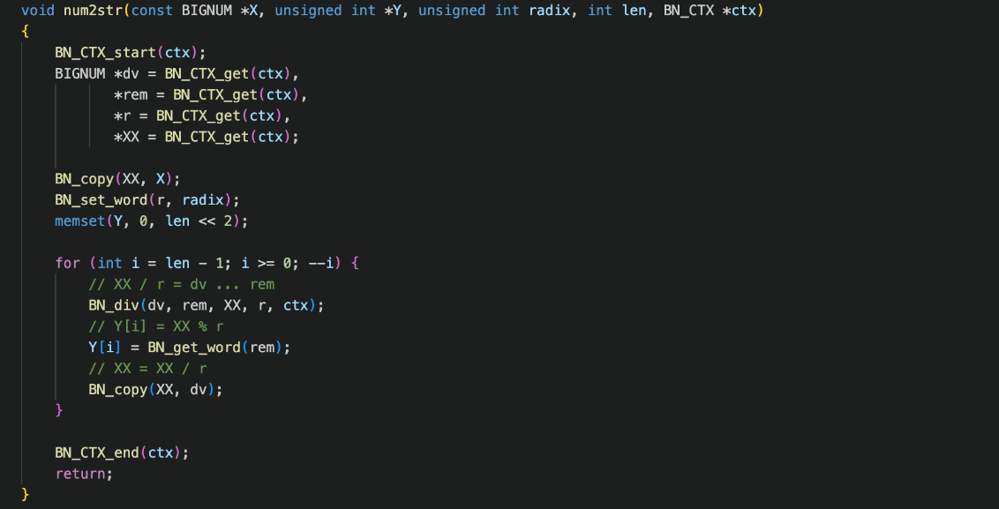 void num2str(const BIGNUM *X, unsigned int *Y, unsigned int radix, int len, BN_CTX *ctx)
{
    BN_CTX_start(ctx);
    BIGNUM *dv = BN_CTX_get(ctx),
           *rem = BN_CTX_get(ctx),
           *r = BN_CTX_get(ctx),
           *XX = BN_CTX_get(ctx);

    BN_copy(XX, X);
    BN_set_word(r, radix);
    memset(Y, 0, len << 2);

    for (int i = len - 1; i >= 0; --i) {
        // XX / r = dv ... rem
        BN_div(dv, rem, XX, r, ctx);
        // Y[i] = XX % r
        Y[i] = BN_get_word(rem);
        // XX = XX / r
        BN_copy(XX, dv);
    }

    BN_CTX_end(ctx);
    return;
}